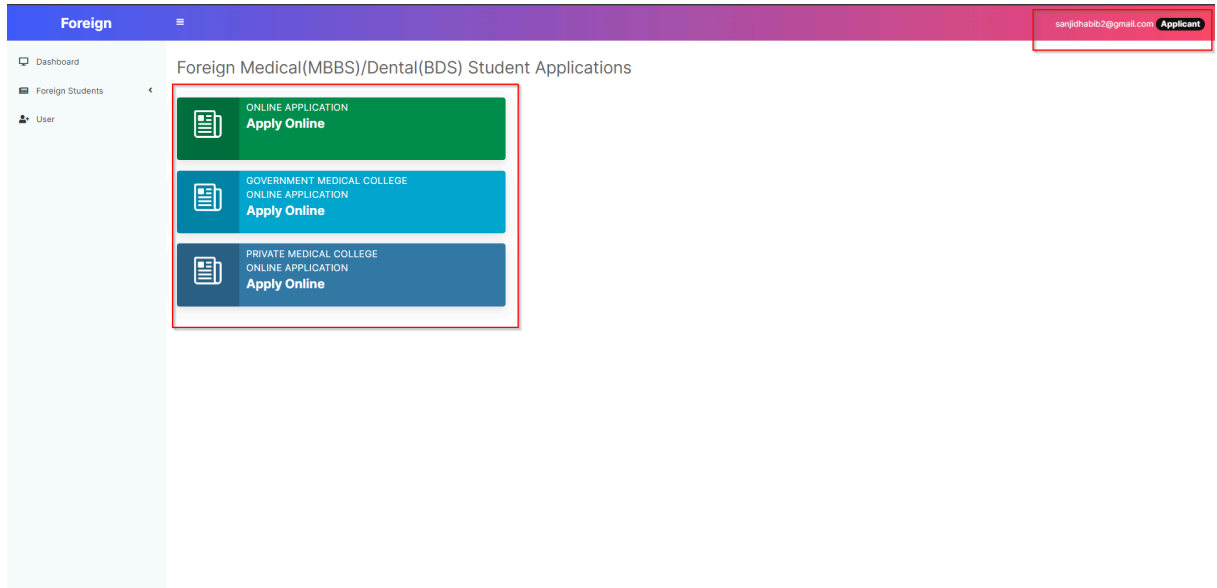 Foreign
sanjidhabib2@gmail.com Applicant
Dashboard
Foreign Students
User
Foreign Medical(MBBS)/Dental(BDS) Student Applications
ONLINE APPLICATION
Apply Online
GOVERNMENT MEDICAL COLLEGE
ONLINE APPLICATION
Apply Online
PRIVATE MEDICAL COLLEGE
ONLINE APPLICATION
Apply Online